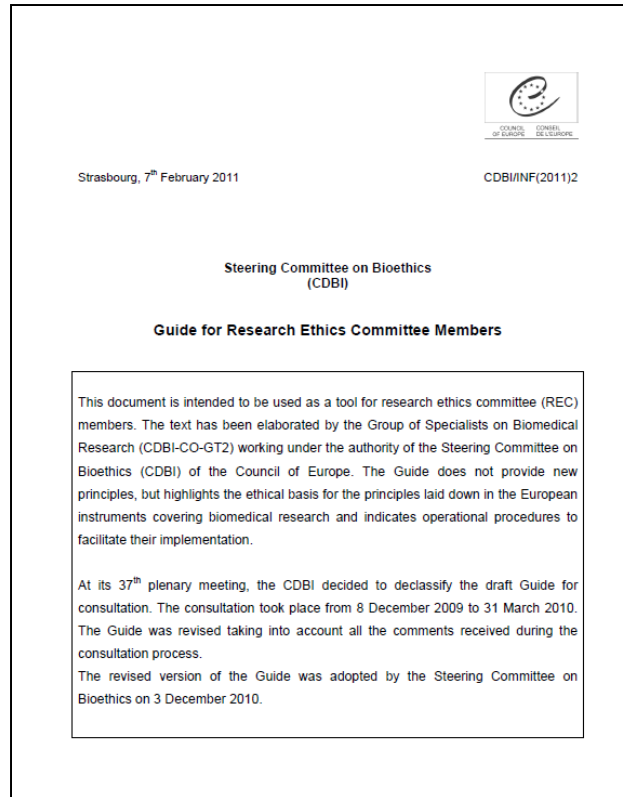 COUNCIL CONSEIL
OF EUROPE DE L'EUROPE
Strasbourg, 7th February 2011 CDBI/INF(2011)2
Steering Committee on Bioethics
(CDBI)
Guide for Research Ethics Committee Members
This document is intended to be used as a tool for research ethics committee (REC)
members. The text has been elaborated by the Group of Specialists on Biomedical
Research (CDBI-CO-GT2) working under the authority of the Steering Committee on
Bioethics (CDBI) of the Council of Europe. The Guide does not provide new
principles, but highlights the ethical basis for the principles laid down in the European
instruments covering biomedical research and indicates operational procedures to
facilitate their implementation.
At its 37th plenary meeting, the CDBI decided to declassify the draft Guide for
consultation. The consultation took place from 8 December 2009 to 31 March 2010.
The Guide was revised taking into account all the comments received during the
consultation process.
The revised version of the Guide was adopted by the Steering Committee on
Bioethics on 3 December 2010.